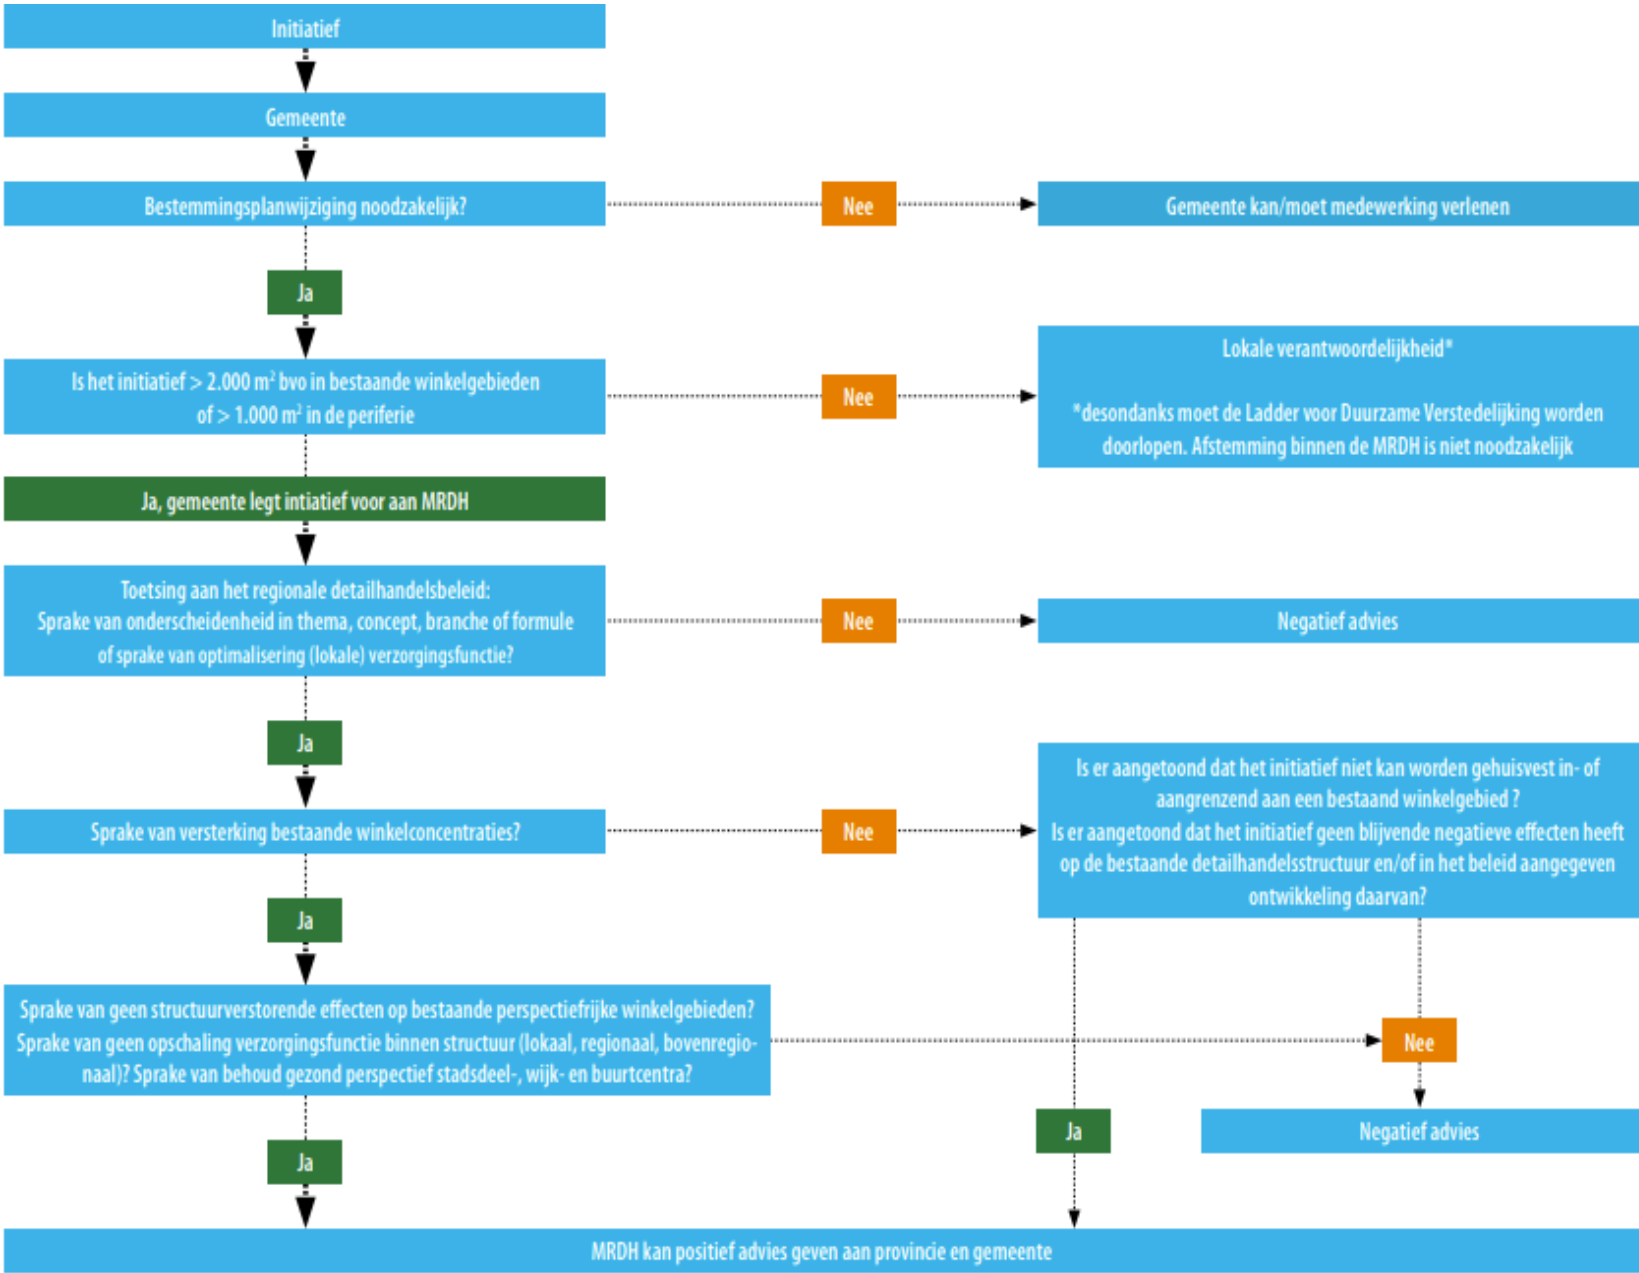 Initiatief
Gemeente
Bestemmingsplanwijziging noodzakelijk?
Nee
Gemeente kan/moet medewerking verlenen
Ja
Is het initiatief > 2.000 m² bvo in bestaande winkelgebieden
of > 1.000 m² in de periferie
Nee
Lokale verantwoordelijkheid*
*desondanks moet de Ladder voor Duurzame Verstedelijking worden
doorlopen. Afstemming binnen de MRDH is niet noodzakelijk
Ja, gemeente legt intiatief voor aan MRDH
Toetsing aan het regionale detailhandelsbeleid:
Sprake van onderscheidenheid in thema, concept, branche of formule
of sprake van optimalisering (lokale) verzorgingsfunctie?
Nee
Negatief advies
Ja
Sprake van versterking bestaande winkelconcentraties?
Nee
Is er aangetoond dat het initiatief niet kan worden gehuisvest in- of
aangrenzend aan een bestaand winkelgebied ?
Is er aangetoond dat het initiatief geen blijvende negatieve effecten heeft
op de bestaande detailhandelsstructuur en/of in het beleid aangegeven
ontwikkeling daarvan?
Ja
Sprake van geen structuurverstorende effecten op bestaande perspectiefrijke winkelgebieden?
Sprake van geen opschaling verzorgingsfunctie binnen structuur (lokaal, regionaal, bovenregio-
naal)? Sprake van behoud gezond perspectief stadsdeel-, wijk- en buurtcentra?
Nee
Negatief advies
Ja
Ja
MRDH kan positief advies geven aan provincie en gemeente